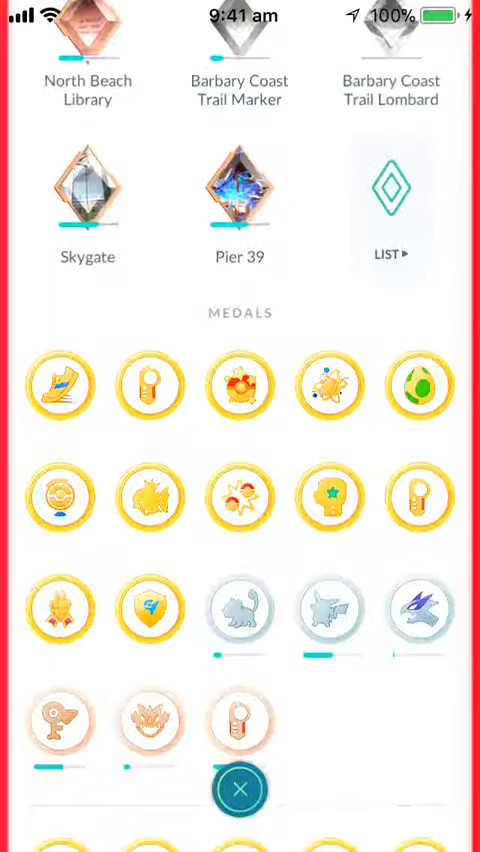 9:41 am
100%
North Beach
Library
Barbary Coast
Trail Marker
Barbary Coast
Trail Lombard
Skygate
Pier 39
LIST
MEDALS